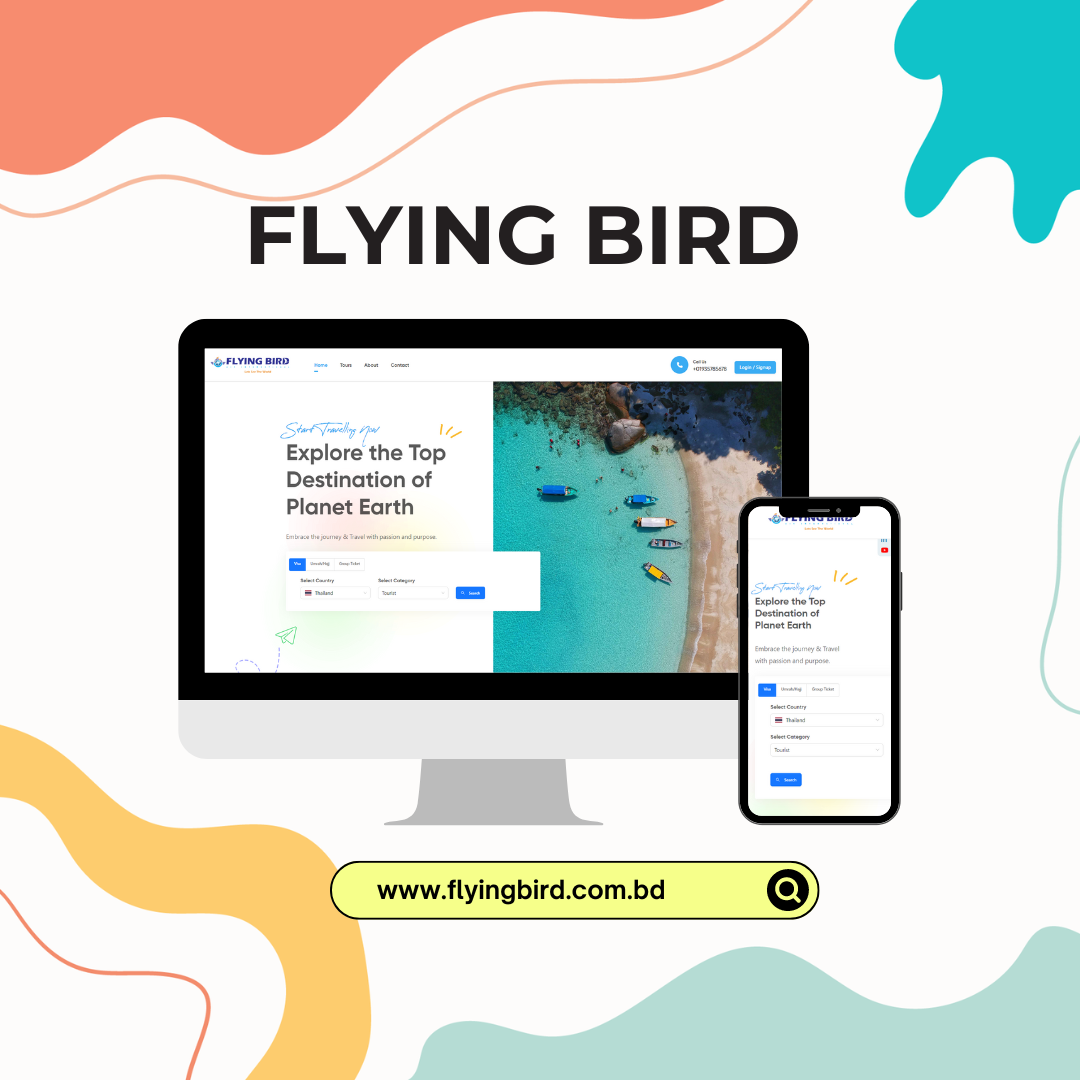 FLYING BIRD
FLYING BIRD
Home Tours About Contact
Call Us
+01935785678
Login / Signup
Start Travelling Now
Explore the Top
Destination of
Planet Earth
Embrace the journey & Travel with passion and purpose.
Visa Umrah/Hajj Group Ticket
Select Country Select Category
Thailand Tourist Search
FLYING BIRD
Start Travelling Now
Explore the Top
Destination of
Planet Earth
Embrace the journey & Travel
with passion and purpose.
Visa Umrah/Hajj Group Ticket
Select Country
Thailand
Select Category
Tourist
Search
www.flyingbird.com.bd